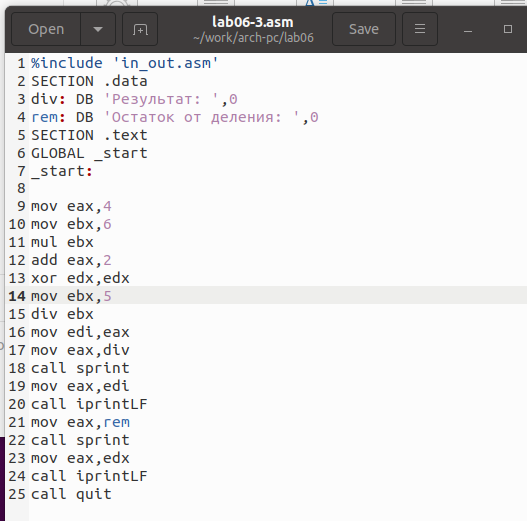 Open
lab06-3.asm
~/work/arch-pc/lab06
Save
1 %include 'in_out.asm'
2 SECTION .data
3 div: DB 'Результат: ',0
4 rem: DB 'Остаток от деления: ',0
5 SECTION .text
6 GLOBAL _start
7 _start:
8
9 mov eax,4
10 mov ebx,6
11 mul ebx
12 add eax,2
13 xor edx,edx
14 mov ebx,5
15 div ebx
16 mov edi,eax
17 mov eax,div
18 call sprint
19 mov eax,edi
20 call iprintLF
21 mov eax,rem
22 call sprint
23 mov eax,edx
24 call iprintLF
25 call quit